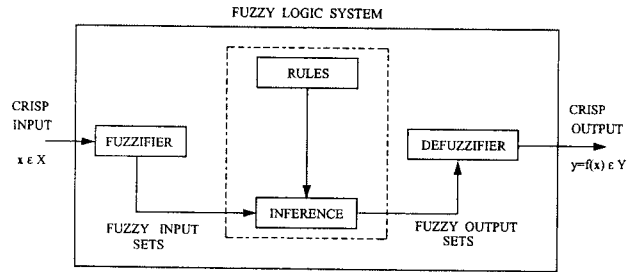 FUZZY LOGIC SYSTEM
RULES
CRISP
INPUT
x ε X
FUZZIFIER
CRISP
OUTPUT
y=f(x) ε Y
DEFUZZIFIER
INFERENCE
FUZZY INPUT
SETS
FUZZY OUTPUT
SETS